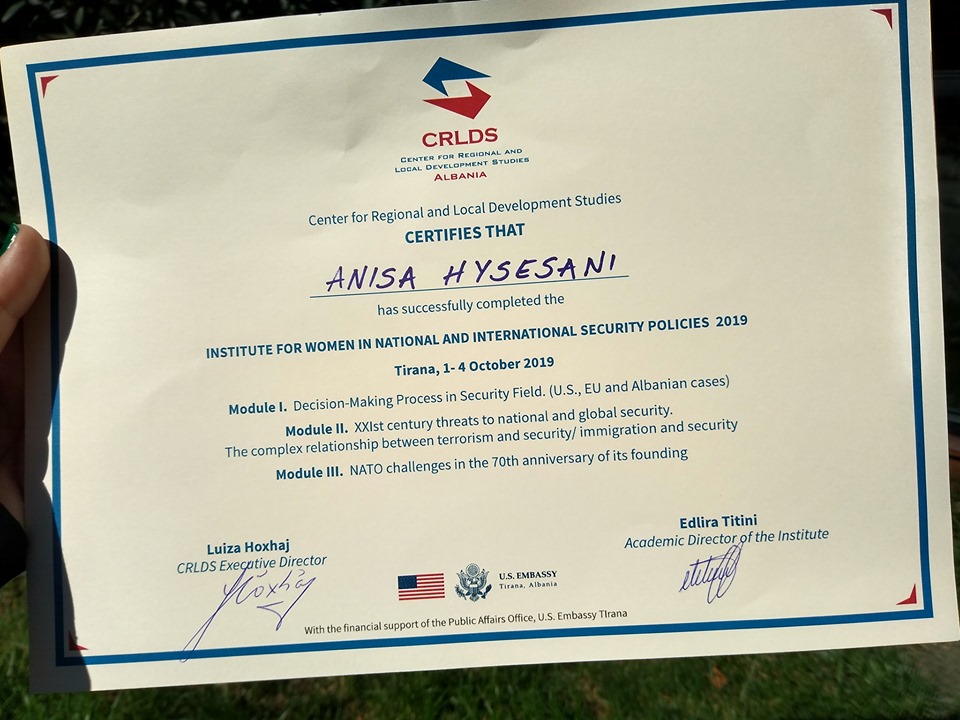 CRLDS
CENTER FOR REGIONAL AND
LOCAL DEVELOPMENT STUDIES
ALBANIA
Center for Regional and Local Development Studies
CERTIFIES THAT
ANISA HYSESANI
has successfully completed the
INSTITUTE FOR WOMEN IN NATIONAL AND INTERNATIONAL SECURITY POLICIES 2019
Tirana, 1- 4 October 2019
Module I. Decision-Making Process in Security Field. (U.S., EU and Albanian cases)
Module II. XXIst century threats to national and global security.
The complex relationship between terrorism and security/ immigration and security
Module III. NATO challenges in the 70th anniversary of its founding
Luiza Hoxhaj
CRLDS Executive Director
Hoxhaj
Edlira Titini
Academic Director of the Institute
U.S. EMBASSY
Tirana, Albania
With the financial support of the Public Affairs Office, U.S. Embassy TIrana